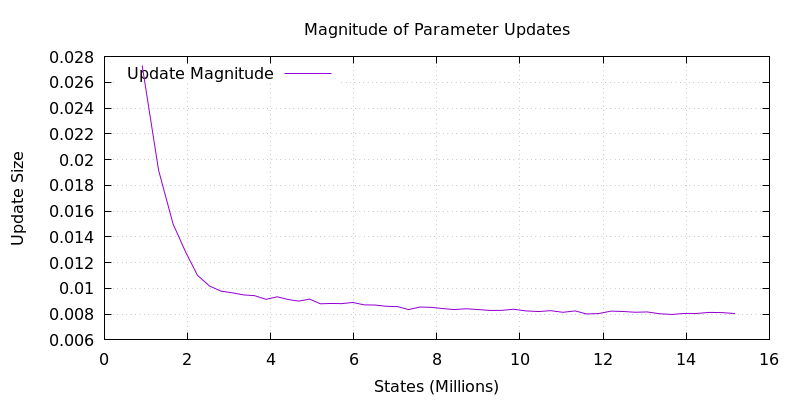 Magnitude of Parameter Updates
Update Magnitude
Update Size
0.028
0.026
0.024
0.022
0.02
0.018
0.016
0.014
0.012
0.01
0.008
0.006
0 2 4 6 8 10 12 14 16
States (Millions)